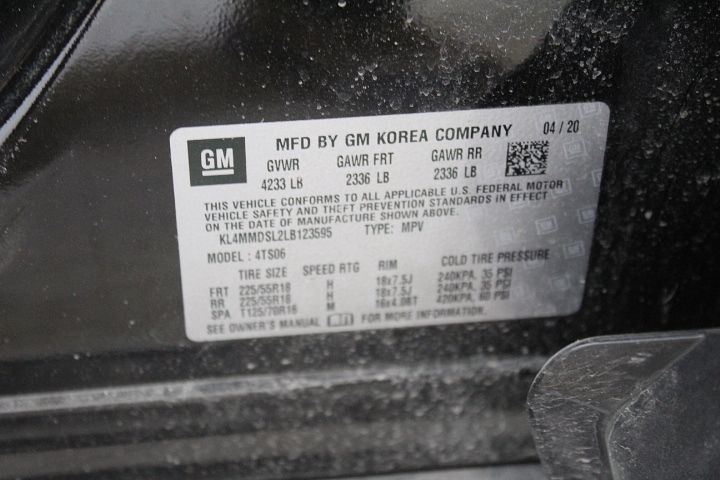 GM MFD BY GM KOREA COMPANY 04 / 20
GVWR GAWR FRT GAWR RR
4233 LB 2336 LB 2336 LB
THIS VEHICLE CONFORMS TO ALL APPLICABLE U.S. FEDERAL MOTOR
VEHICLE SAFETY AND THEFT PREVENTION STANDARDS IN EFFECT
ON THE DATE OF MANUFACTURE SHOWN ABOVE.
KL4MMDSL2LB123595 TYPE: MPV
MODEL : 4TS06
TIRE SIZE SPEED RTG RIM COLD TIRE PRESSURE
FRT 225/55R18 H 18x7.5J 240KPA, 35 PSI
RR 225/55R18 H 18x7.5J 240KPA, 35 PSI
SPA T125/70R16 M 16x4.00T 420KPA, 60 PSI
SEE OWNER'S MANUAL FOR MORE INFORMATION.